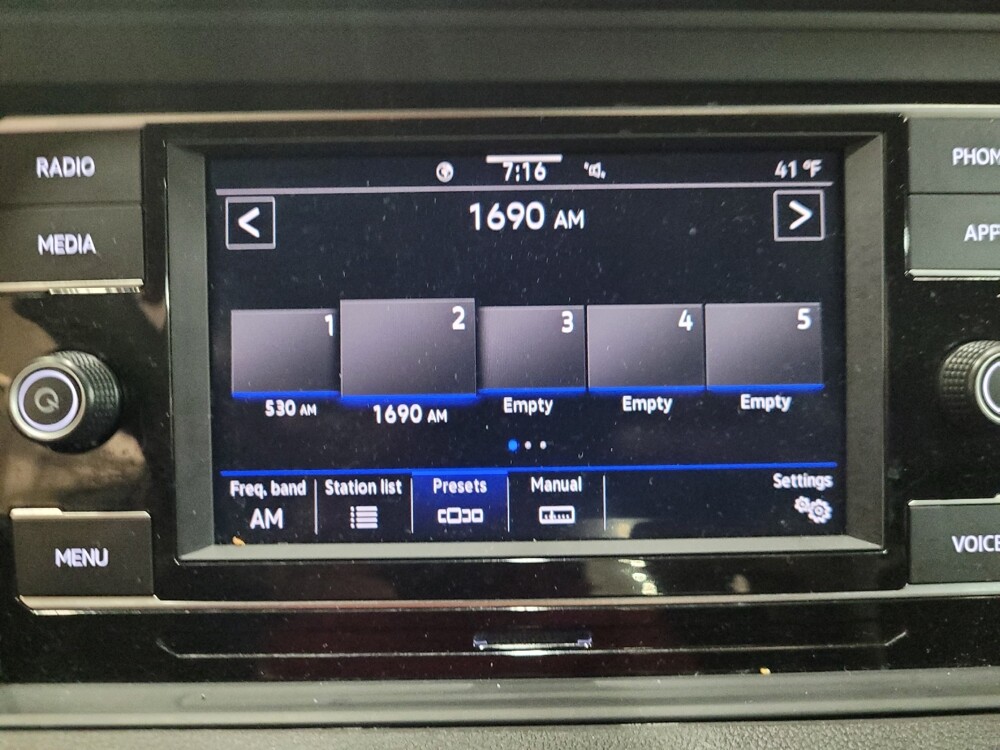 RADIO
MEDIA
MENU
7:16
41 °F
<
1690 AM
>
1
2
3
4
5
530 AM
1690 AM
Empty
Empty
Empty
Freq. band
AM
Station list
Presets
Manual
Settings
PHON
APP
VOICE